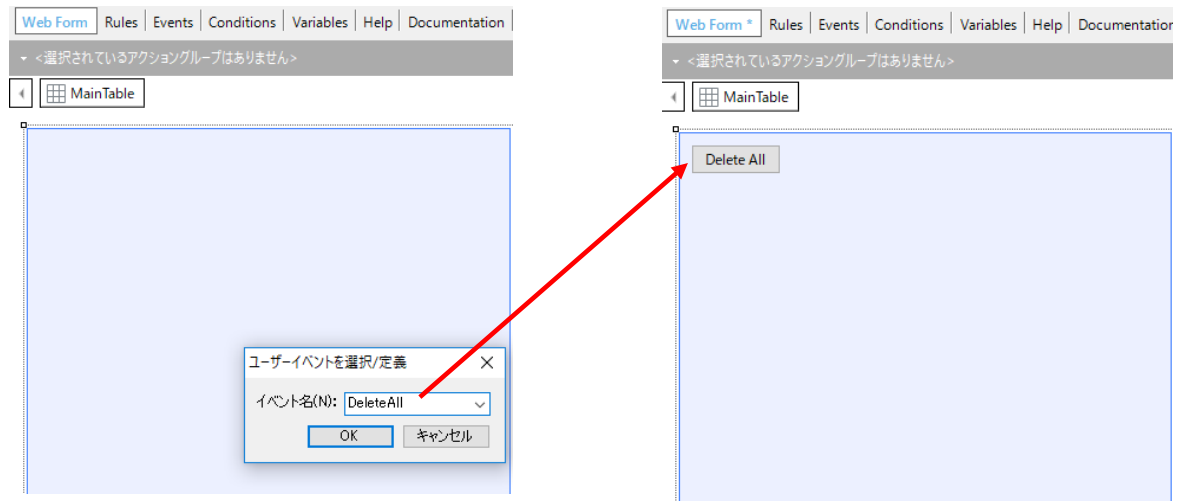 Web Form Rules Events Conditions Variables Help Documentation
<選択されているアクショングループはありません>
MainTable
ユーザーイベントを選択/定義
イベント名(N): DeleteAll
OK キャンセル
Web Form * Rules Events Conditions Variables Help Documentation
<選択されているアクショングループはありません>
MainTable
Delete All